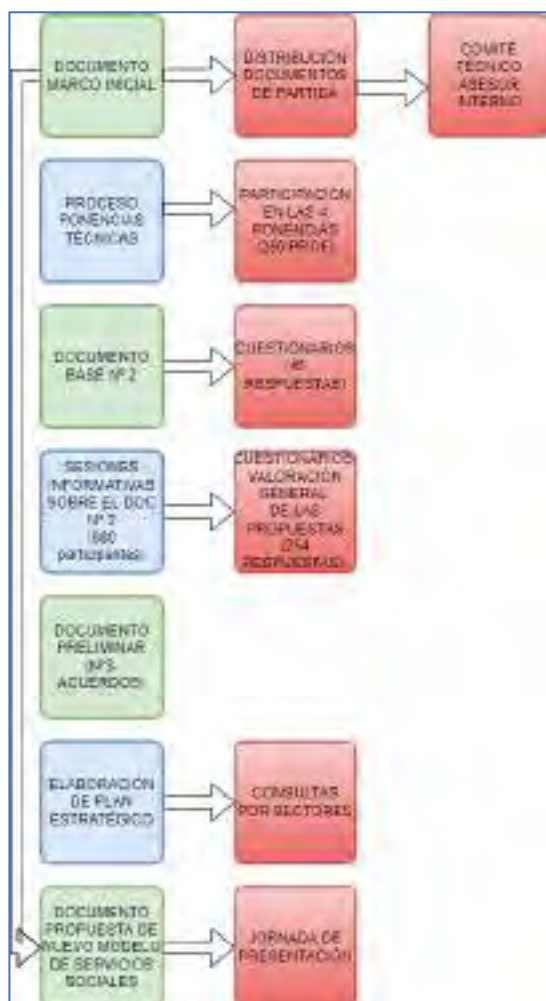 DOCUMENTO
MARCO INICIAL
DISTRIBUCIÓN
DOCUMENTOS
DE PARTIDA
COMITÉ
TÉCNICO
ASESOR
INTERNO
PROCESO
PONENCIAS
TÉCNICAS
PARTICIPACIÓN
EN LAS 4
PONENCIAS
DOCUMENTO
BASE Nº 2
CUESTIONARIOS
RESPUESTAS)
SESIONES
INFORMATIVAS
SOBRE EL DOC
Nº 2
participantes)
CUESTIONARIOS
VALORACIÓN
GENERAL
DE LAS
PROPUESTAS
(254
RESPUESTAS)
DOCUMENTO
PRELIMINAR
(Nº3
ACUERDOS)
ELABORACIÓN
DE PLAN
ESTRATÉGICO
CONSULTAS
POR SECTORES
DOCUMENTO
PROPUESTA DE
NUEVO MODELO
DE SERVICIOS
SOCIALES
JORNADA DE
PRESENTACIÓN